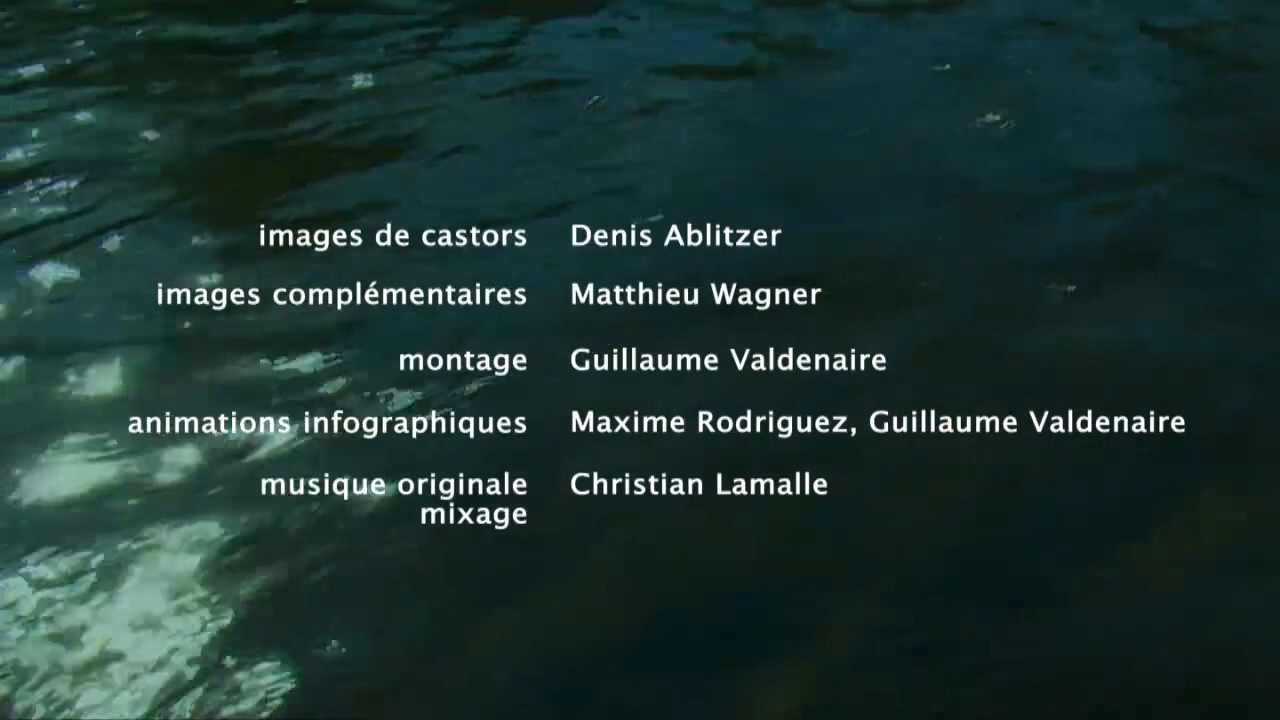 images de castors Denis Ablitzer
images complémentaires Matthieu Wagner
montage Guillaume Valdenaire
animations infographiques Maxime Rodriguez, Guillaume Valdenaire
musique originale Christian Lamalle
mixage